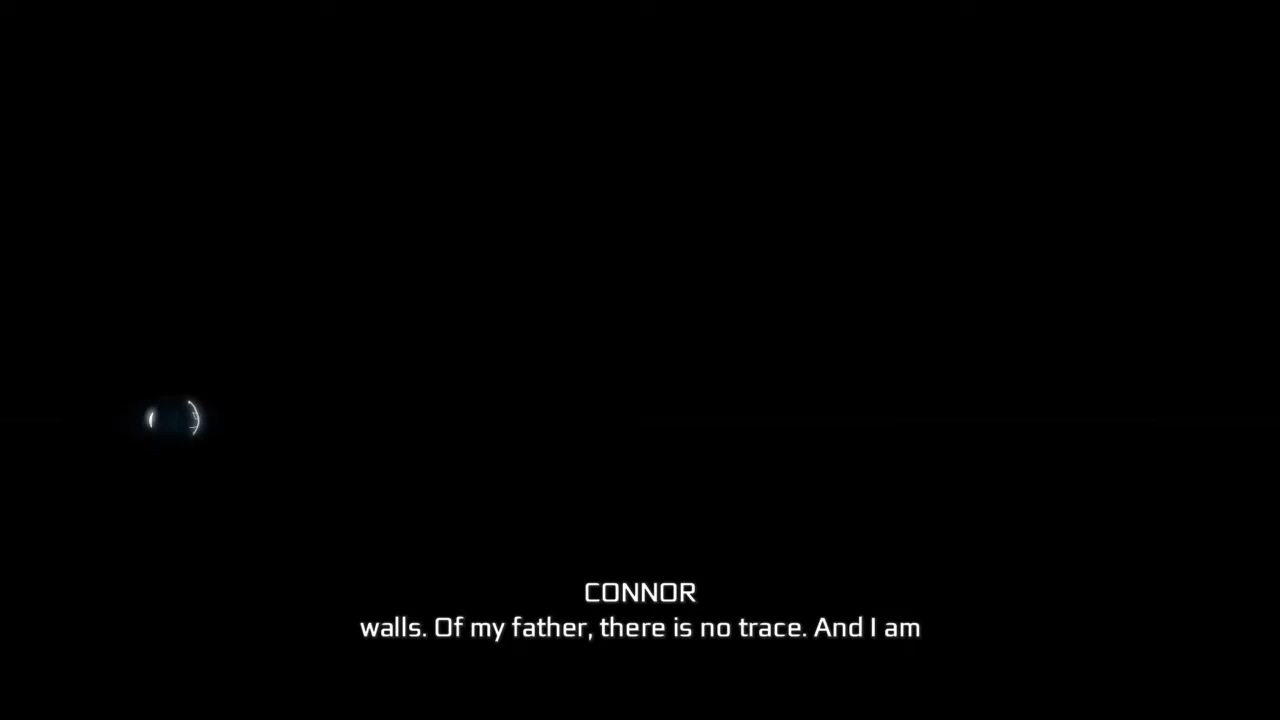 CONNOR
walls. Of my father, there is no trace. And I am